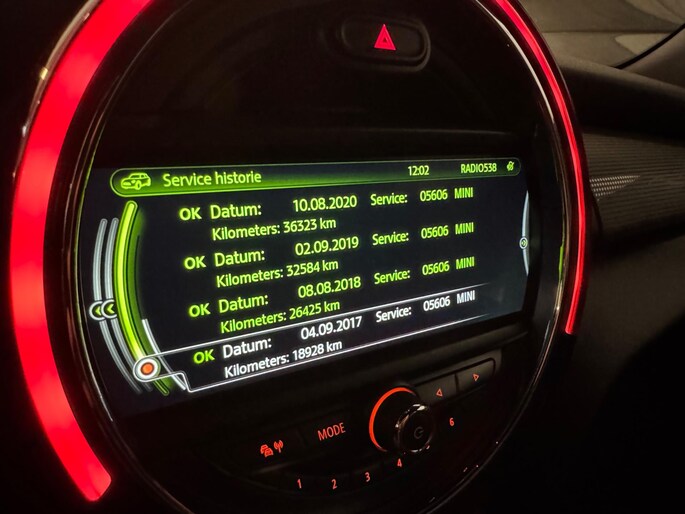 Service historie 12:02 RADIO538
OK Datum: 10.08.2020 Service: 05606 MINI
Kilometers: 36323 km
OK Datum: 02.09.2019 Service: 05606 MINI
Kilometers: 32584 km
OK Datum: 08.08.2018 Service: 05606 MINI
Kilometers: 26425 km
OK Datum: 04.09.2017 Service: 05606 MINI
Kilometers: 18928 km
MODE
1 2 3 4 6